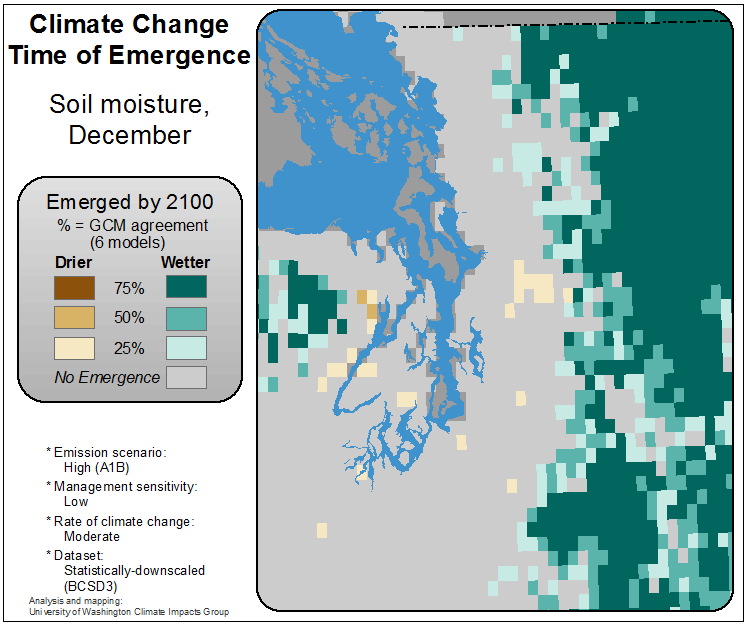 Climate Change
Time of Emergence
Soil moisture,
December
Emerged by 2100
% = GCM agreement
(6 models)
Drier Wetter
75%
50%
25%
No Emergence
* Emission scenario:
High (A1B)
* Management sensitivity:
Low
* Rate of climate change:
Moderate
* Dataset:
Statistically-downscaled
(BCSD3)
Analysis and mapping:
University of Washington Climate Impacts Group